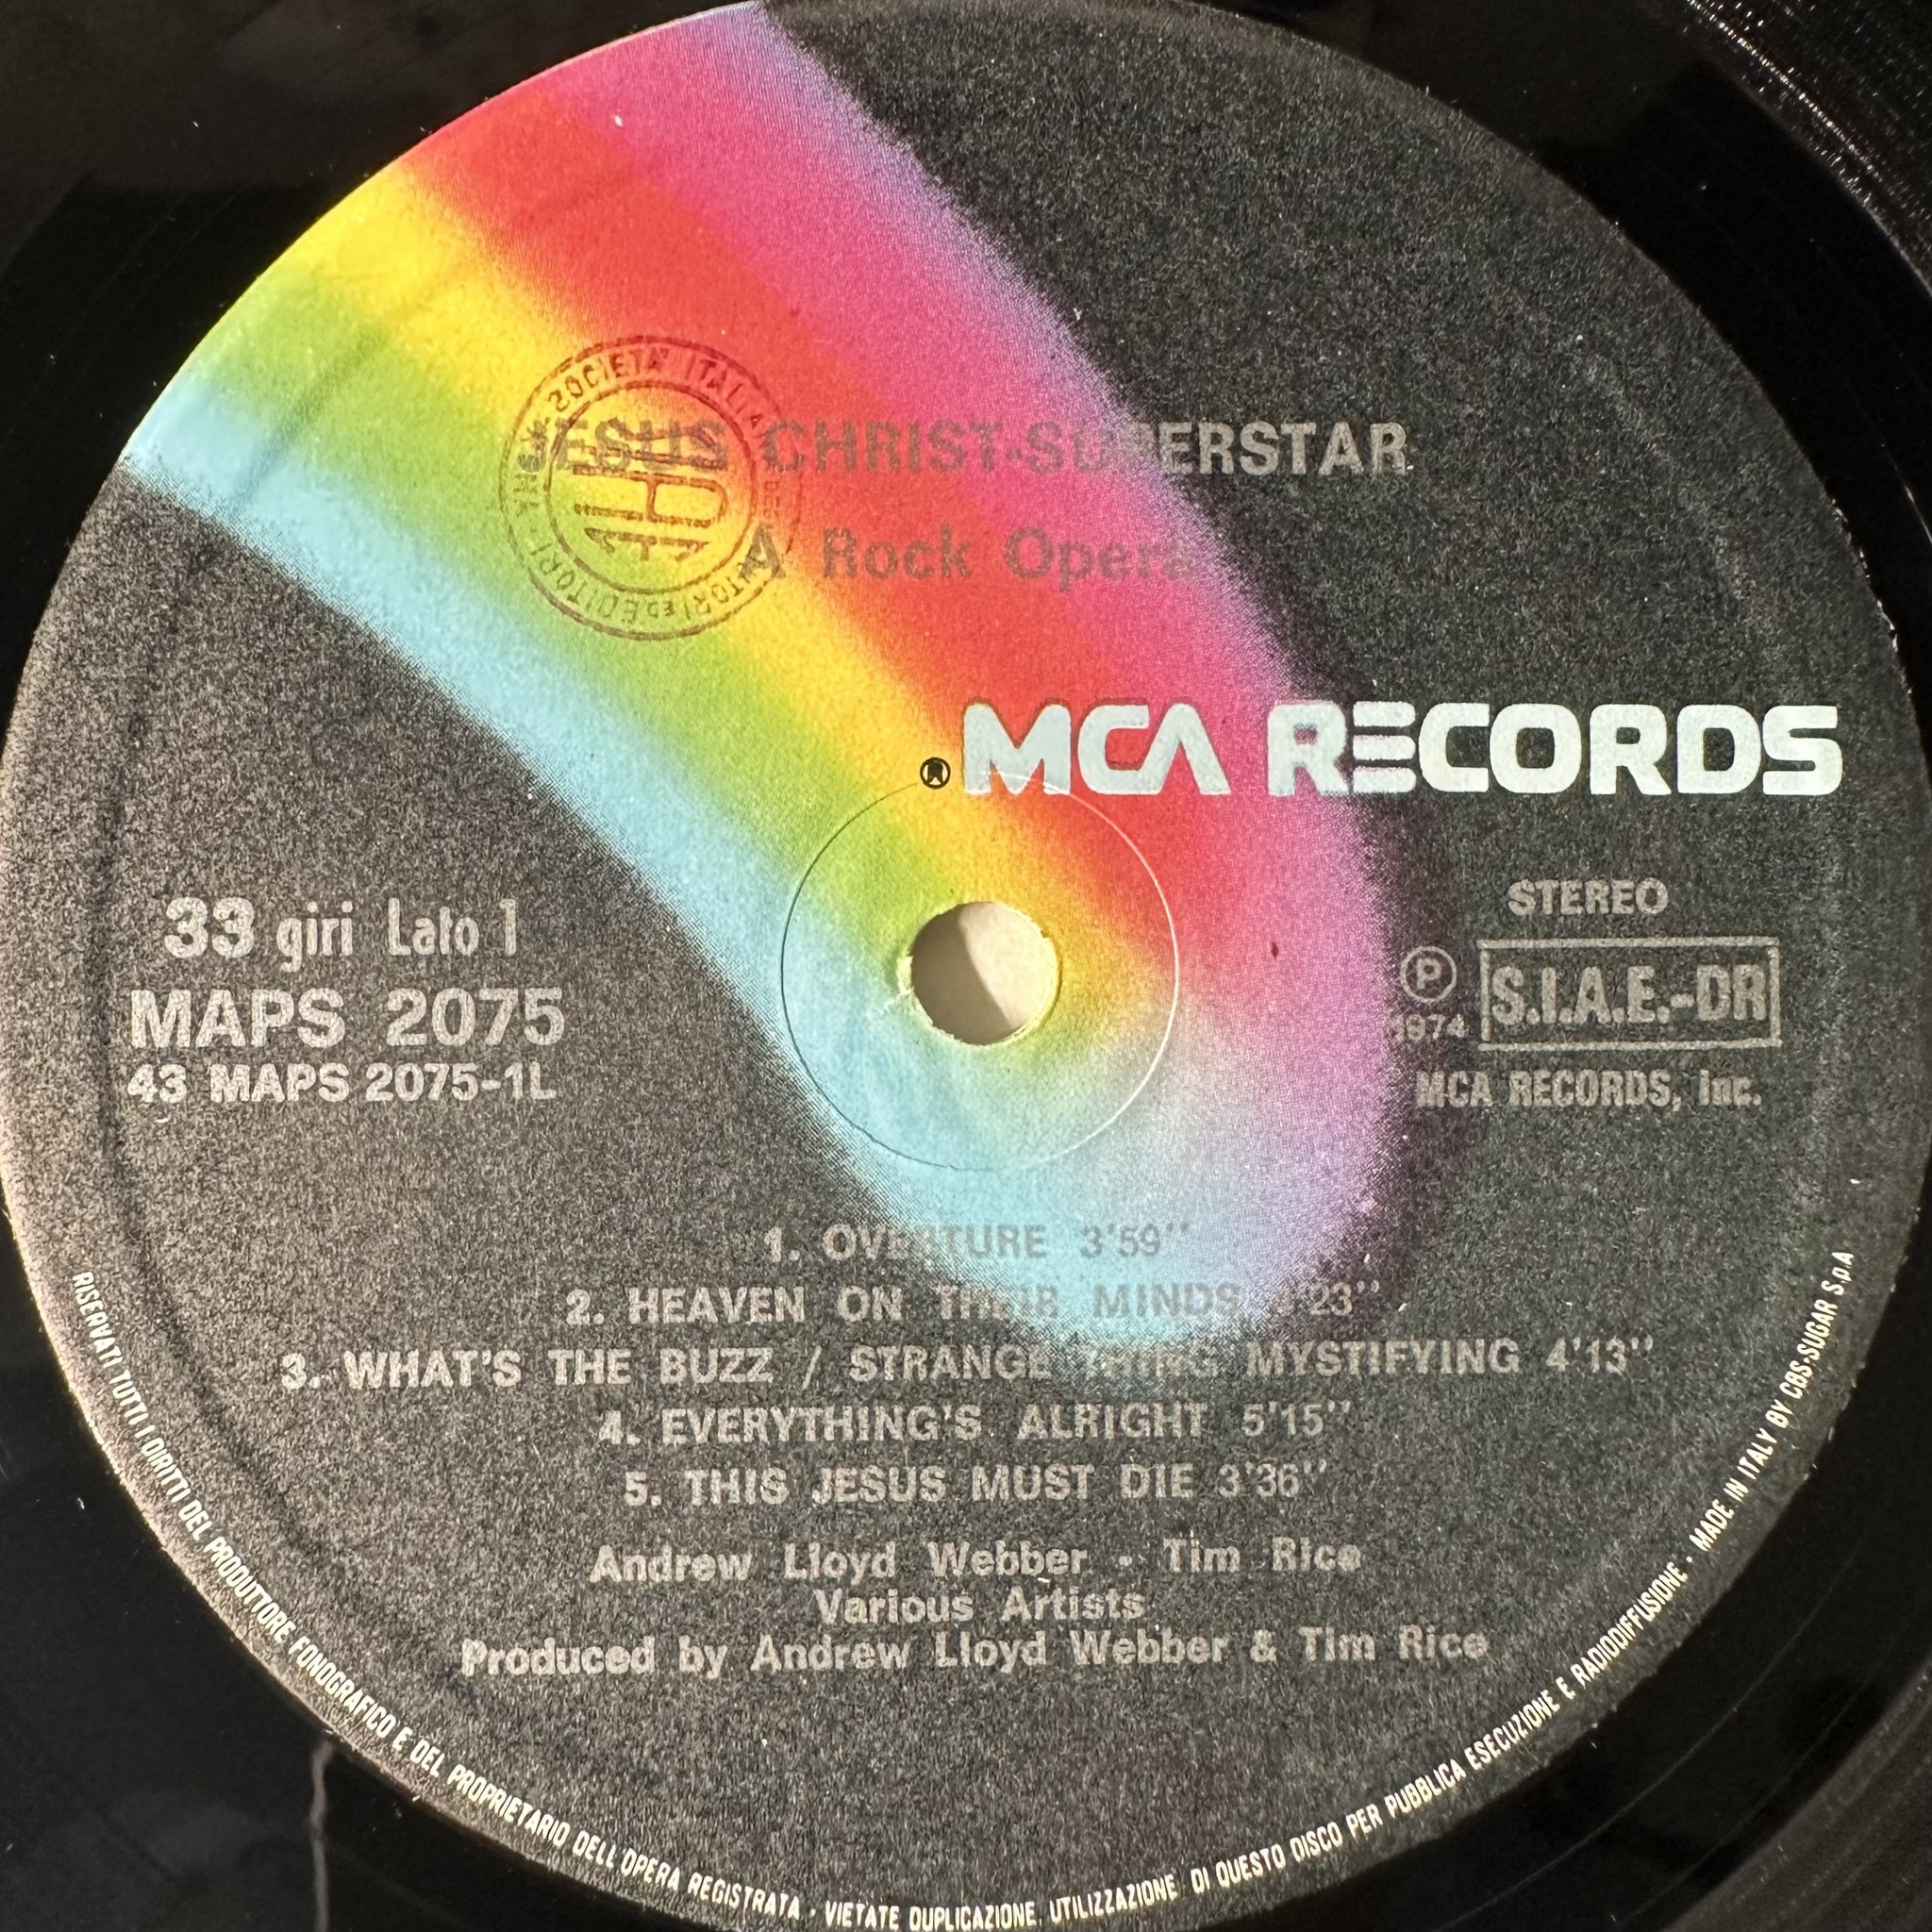 SOCIETA' ITALIANA DEGLI AUTORI ED EDITORI
SIAE
JESUS CHRIST-SUPERSTAR
A Rock Opera
MCA RECORDS
33 giri Lato 1
MAPS 2075
43 MAPS 2075-1L
STEREO
Ⓟ S.I.A.E.-DR
1974
MCA RECORDS, Inc.
1. OVERTURE 3'59''
2. HEAVEN ON THEIR MINDS 4'23''
3. WHAT'S THE BUZZ / STRANGE THING MYSTIFYING 4'13''
4. EVERYTHING'S ALRIGHT 5'15''
5. THIS JESUS MUST DIE 3'36''
Andrew Lloyd Webber - Tim Rice
Various Artists
Produced by Andrew Lloyd Webber & Tim Rice
RISERVATI TUTTI I DIRITTI DEL PRODUTTORE FONOGRAFICO E DEL PROPRIETARIO DELL'OPERA REGISTRATA - VIETATE DUPLICAZIONE, UTILIZZAZIONE DI QUESTO DISCO PER PUBBLICA ESECUZIONE E RADIODIFFUSIONE - MADE IN ITALY BY CBS-SUGAR S.p.A